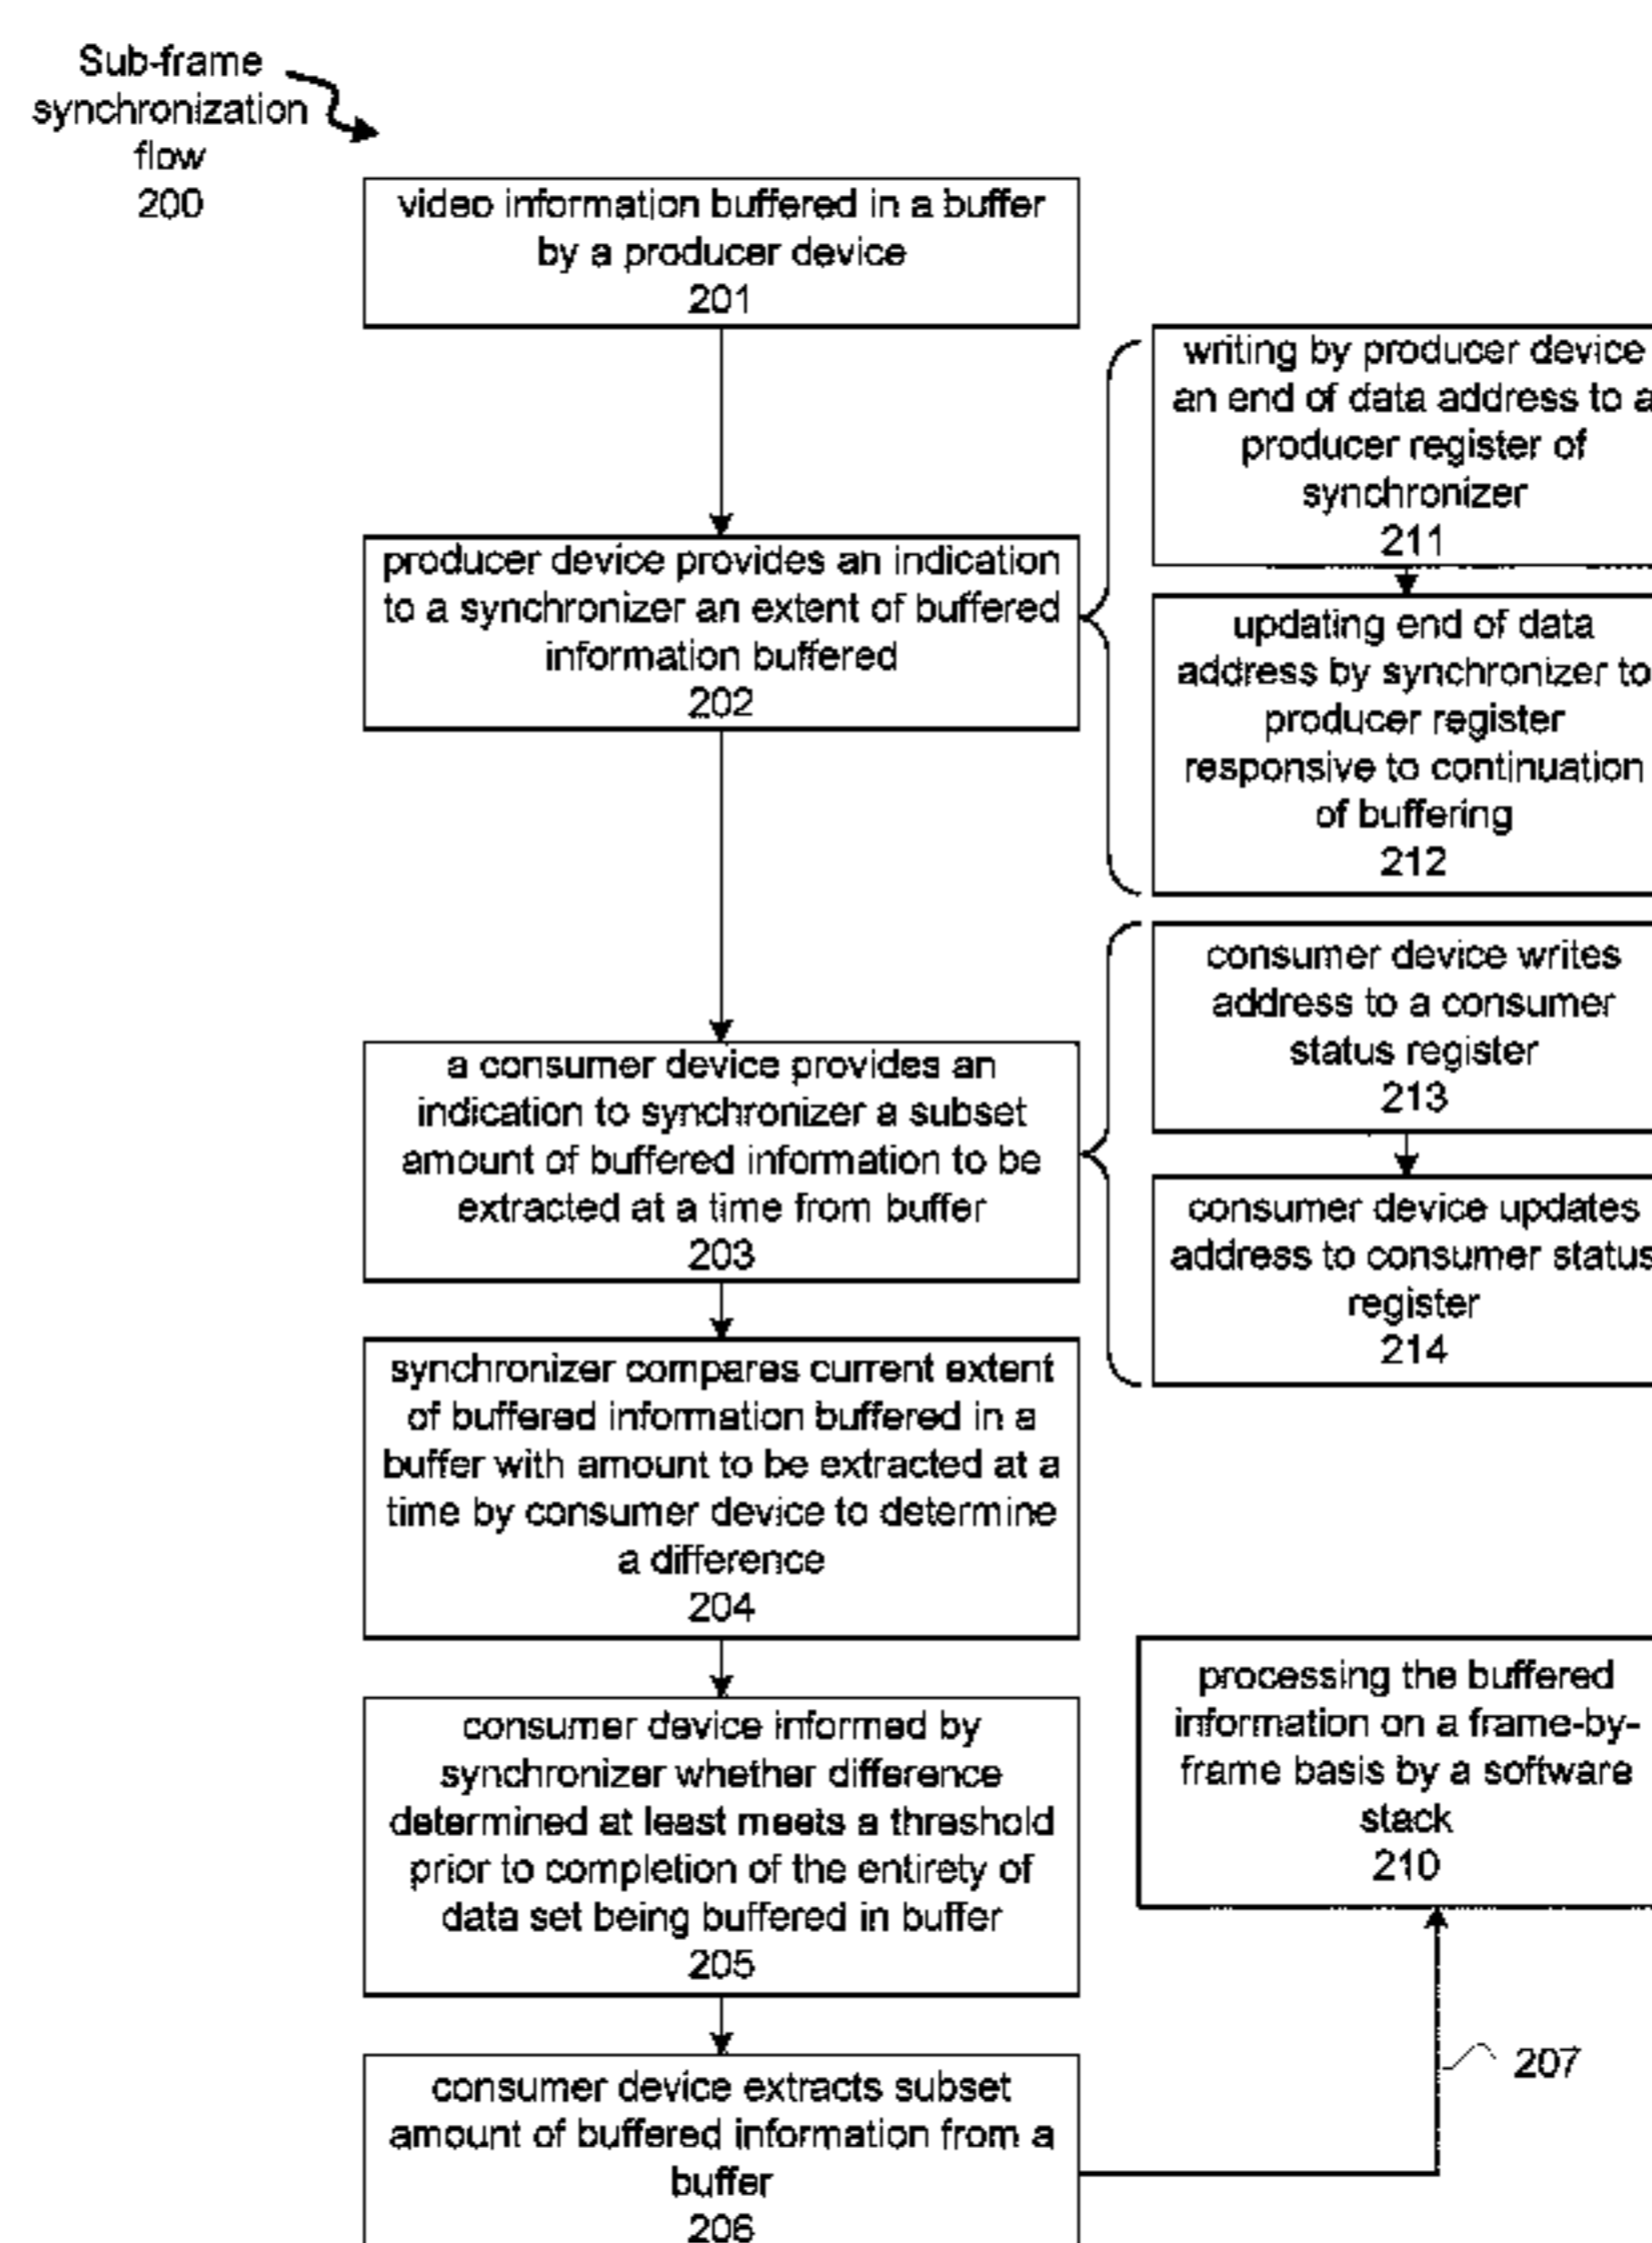 Sub-frame
synchronization
flow
200
video information buffered in a buffer
by a producer device
201
writing by producer device
an end of data address to a
producer register of
synchronizer
211
producer device provides an indication
to a synchronizer an extent of buffered
information buffered
202
updating end of data
address by synchronizer to
producer register
responsive to continuation
of buffering
212
consumer device writes
address to a consumer
status register
213
a consumer device provides an
indication to synchronizer a subset
amount of buffered information to be
extracted at a time from buffer
203
consumer device updates
address to consumer status
register
214
synchronizer compares current extent
of buffered information buffered in a
buffer with amount to be extracted at a
time by consumer device to determine
a difference
204
consumer device informed by
synchronizer whether difference
determined at least meets a threshold
prior to completion of the entirety of
data set being buffered in buffer
205
processing the buffered
information on a frame-by-
frame basis by a software
stack
210
207
consumer device extracts subset
amount of buffered information from a
buffer
206